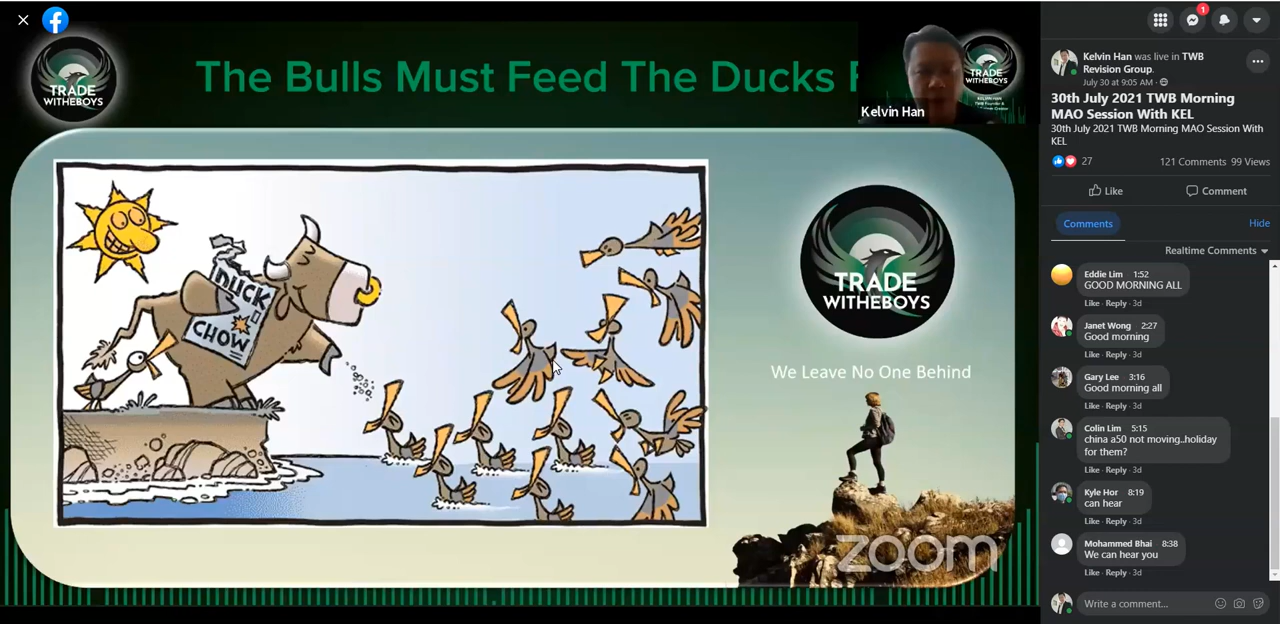 TRADE
WITHEBOYS
The Bulls Must Feed The Ducks
TRADE
WITHEBOYS
Kelvin Han
DUCK
CHOW
TRADE
WITHEBOYS
We Leave No One Behind
zoom
1
Kelvin Han was live in TWB
Revision Group.
July 30 at 9:05 AM ·
30th July 2021 TWB Morning
MAO Session With KEL
30th July 2021 TWB Morning MAO Session With
KEL
27
121 Comments 99 Views
Like
Comment
Comments
Hide
Realtime Comments
Eddie Lim 1:52
GOOD MORNING ALL
Like · Reply · 3d
Janet Wong 2:27
Good morning
Like · Reply · 3d
Gary Lee 3:16
Good morning all
Like · Reply · 3d
Colin Lim 5:15
china a50 not moving..holiday
for them?
Like · Reply · 3d
Kyle Hor 8:19
can hear
Like · Reply · 3d
Mohammed Bhai 8:38
We can hear you
Like · Reply · 3d
Write a comment...